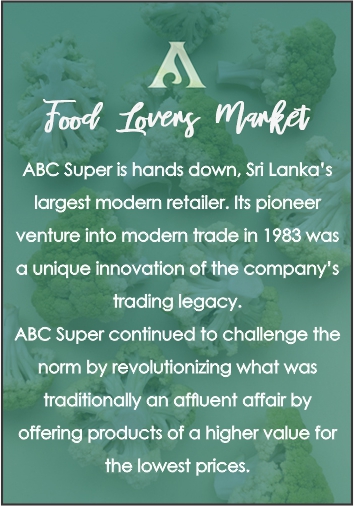 A
Food Lovers Market
ABC Super is hands down, Sri Lanka's
largest modern retailer. Its pioneer
venture into modern trade in 1983 was
a unique innovation of the company's
trading legacy.
ABC Super continued to challenge the
norm by revolutionizing what was
traditionally an affluent affair by
offering products of a higher value for
the lowest prices.